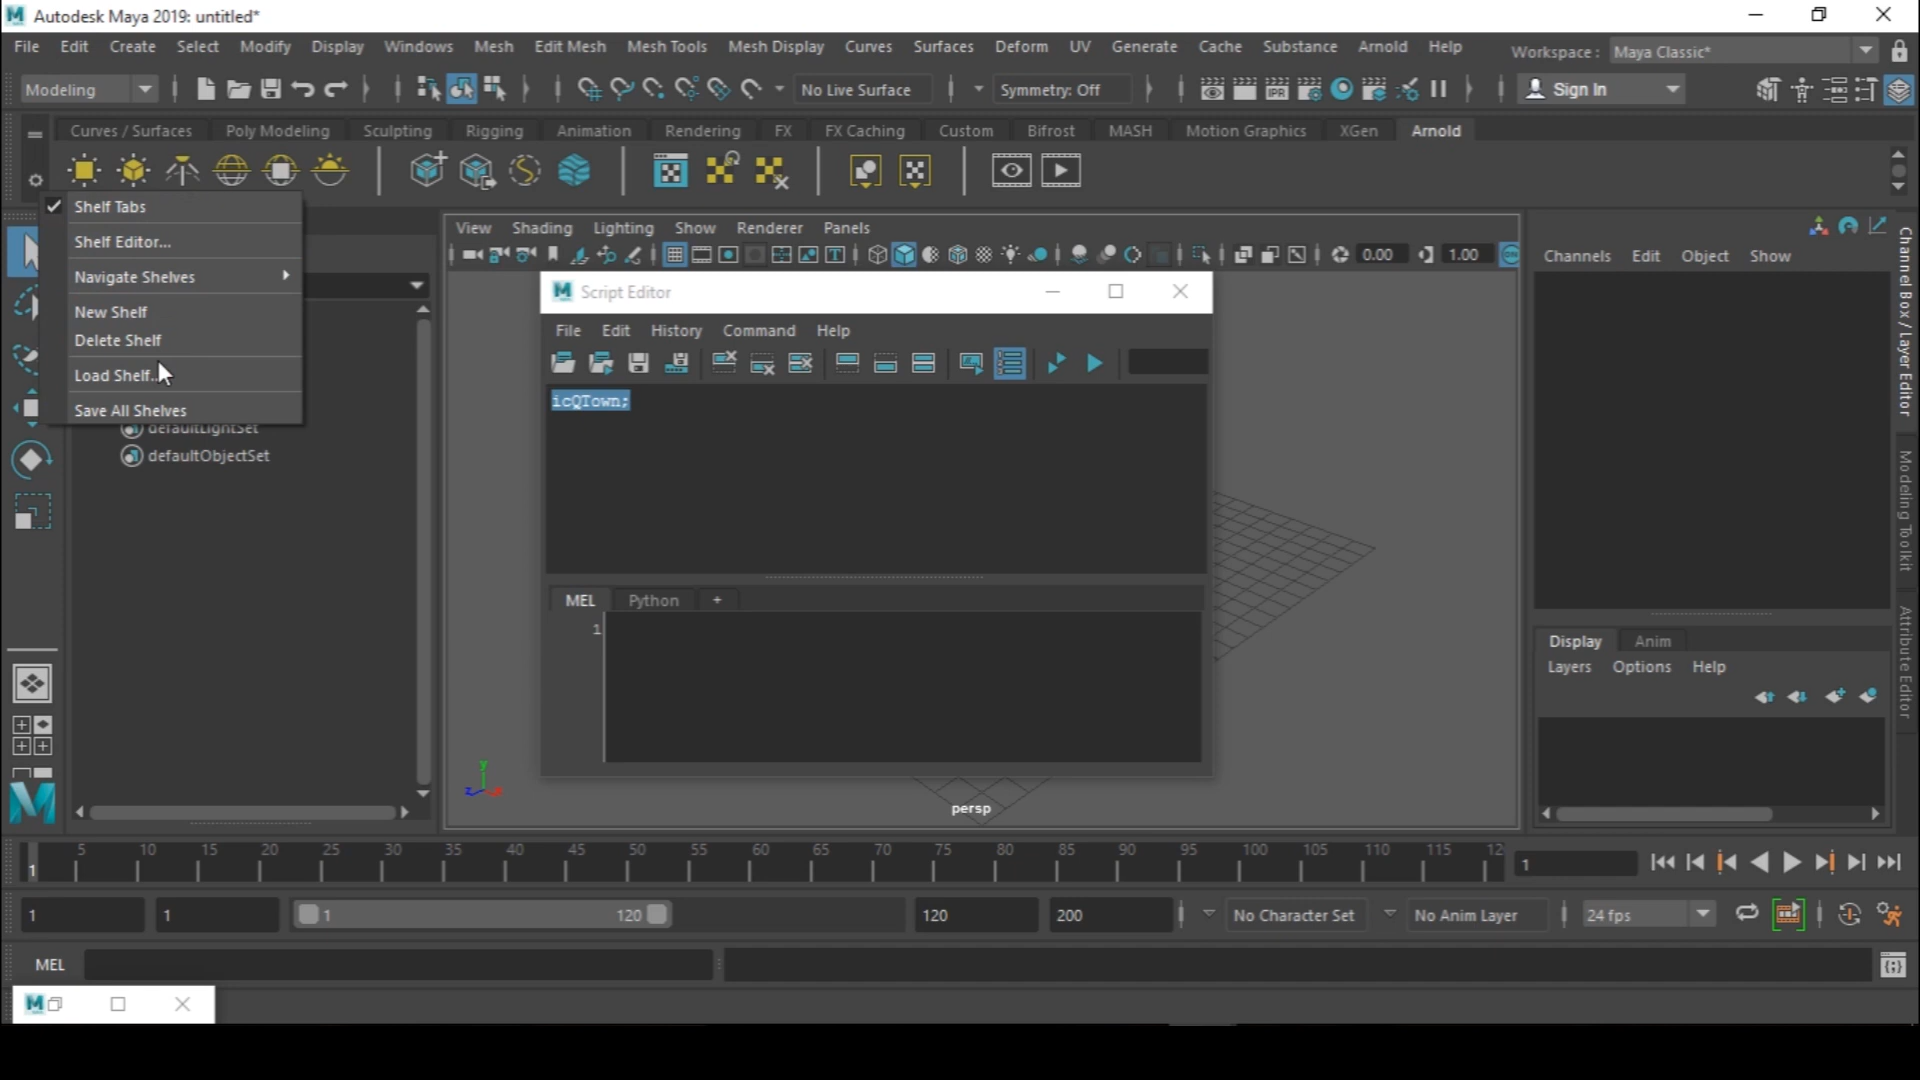 Autodesk Maya 2019: untitled*
File Edit Create Select Modify Display Windows Mesh Edit Mesh Mesh Tools Mesh Display Curves Surfaces Deform UV Generate Cache Substance Arnold Help Workspace : Maya Classic*
Modeling No Live Surface Symmetry: Off IPR Sign In
Curves / Surfaces Poly Modeling Sculpting Rigging Animation Rendering FX FX Caching Custom Bifrost MASH Motion Graphics XGen Arnold
Shelf Tabs
Shelf Editor...
Navigate Shelves
New Shelf
Delete Shelf
Load Shelf...
Save All Shelves
defaultLightSet
defaultObjectSet
View Shading Lighting Show Renderer Panels
0.00 1.00
Script Editor
File Edit History Command Help
icQTown;
MEL Python +
1
persp
y
z
x
Channels Edit Object Show
Display Anim
Layers Options Help
Channel Box / Layer Editor
Modeling Toolkit
Attribute Editor
1 5 10 15 20 25 30 35 40 45 50 55 60 65 70 75 80 85 90 95 100 105 110 115 12 1
1 1 1 120 120 200 No Character Set No Anim Layer 24 fps
MEL